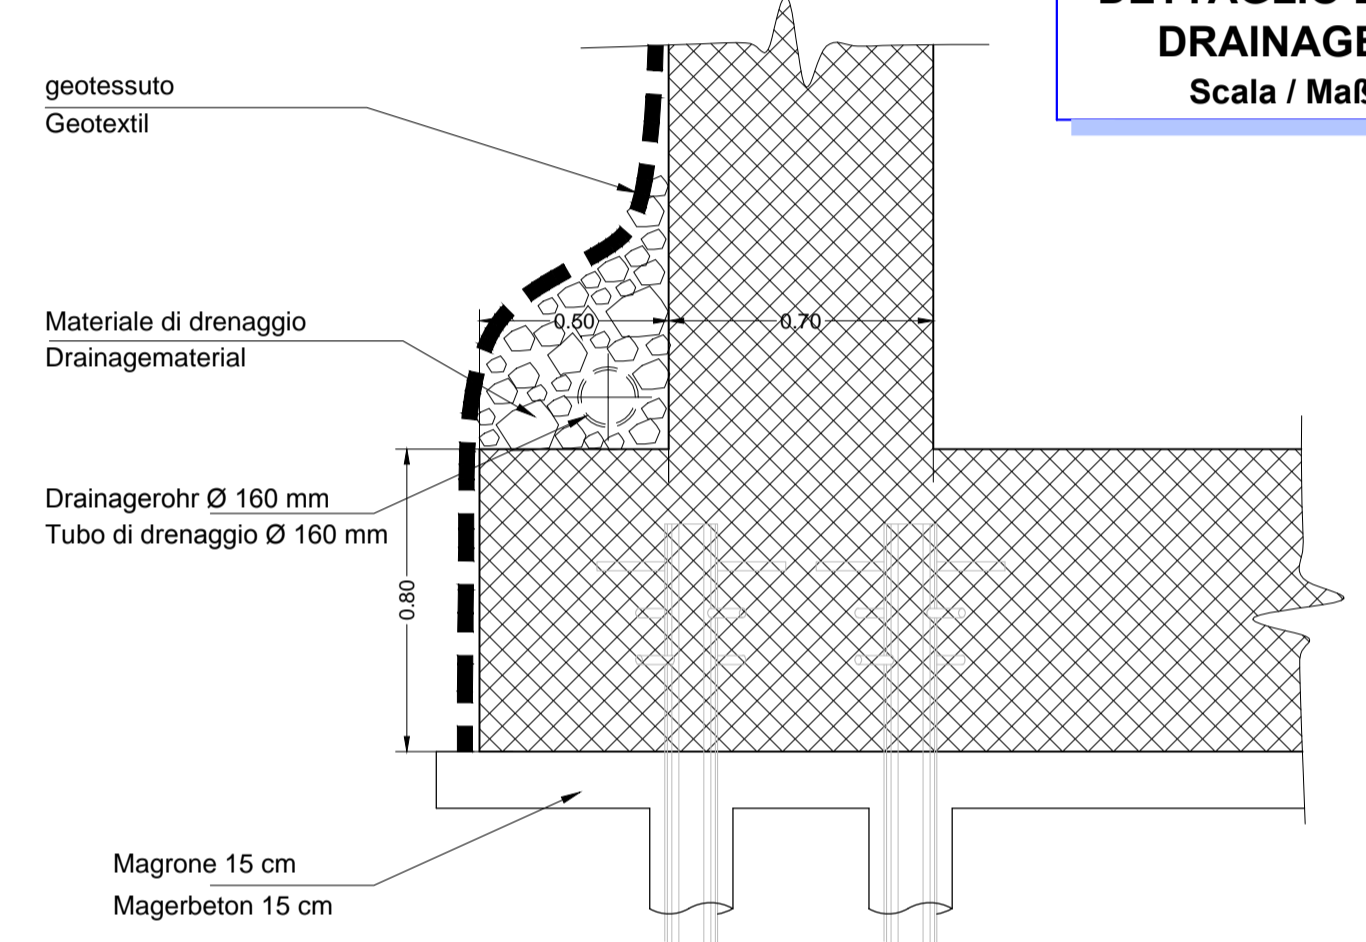 DRAINAGE
Scala / Maß
geotessuto
Geotextil
Materiale di drenaggio
Drainagematerial
0.50
0.70
Drainagerohr Ø 160 mm
Tubo di drenaggio Ø 160 mm
0.80
Magrone 15 cm
Magerbeton 15 cm